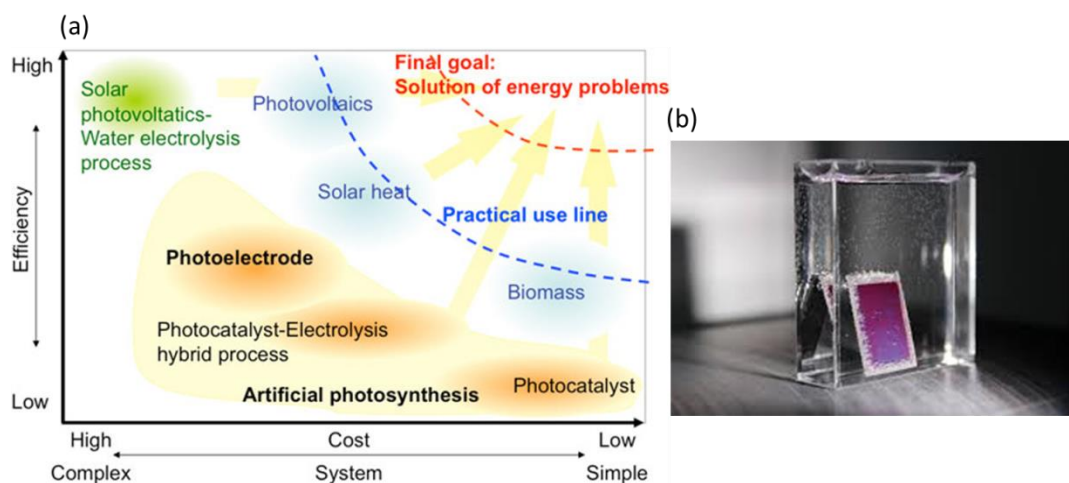 (a)
High
Final goal:
Solution of energy problems
Solar
photovoltatics-
Water electrolysis
process
Photovoltaics
(b)
Solar heat
Efficiency
Practical use line
Photoelectrode
Biomass
Photocatalyst-Electrolysis
hybrid process
Artificial photosynthesis
Photocatalyst
Low
High
Cost
Low
Complex
System
Simple